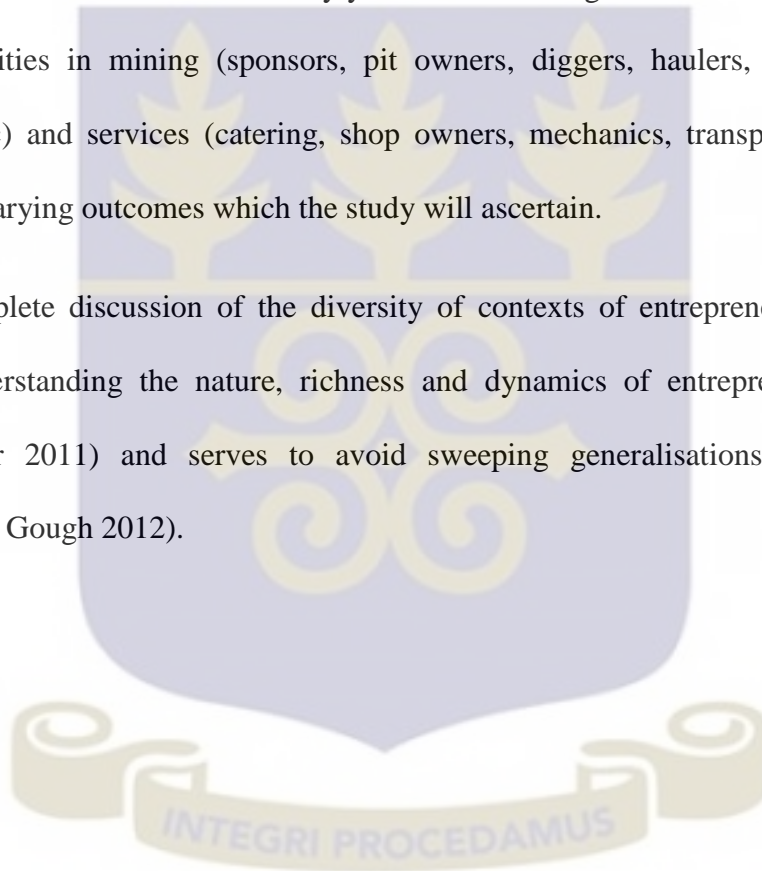 ities in mining (sponsors, pit owners, diggers, haulers,
) and services (catering, shop owners, mechanics, transp
arying outcomes which the study will ascertain.
plete discussion of the diversity of contexts of entreprene
erstanding the nature, richness and dynamics of entrepre
r 2011) and serves to avoid sweeping generalisations
Gough 2012).
INTEGRI PROCEDAMUS